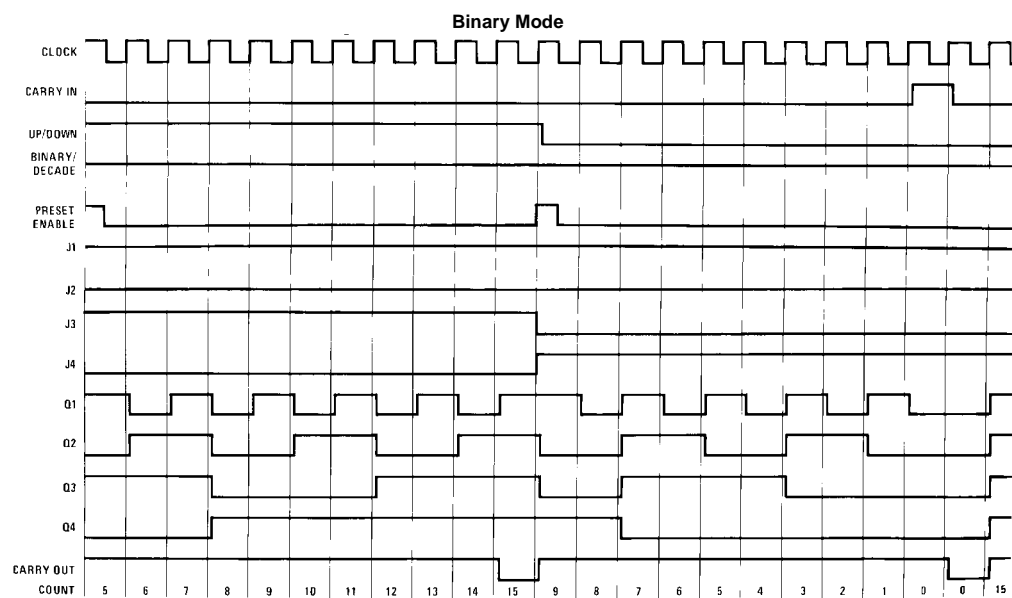 Binary Mode
CLOCK
CARRY IN
UP/DOWN
BINARY/
DECADE
PRESET
ENABLE
J1
J2
J3
J4
Q1
Q2
Q3
Q4
CARRY OUT
COUNT 5 6 7 8 9 10 11 12 13 14 15 9 8 7 6 5 4 3 2 1 0 0 15